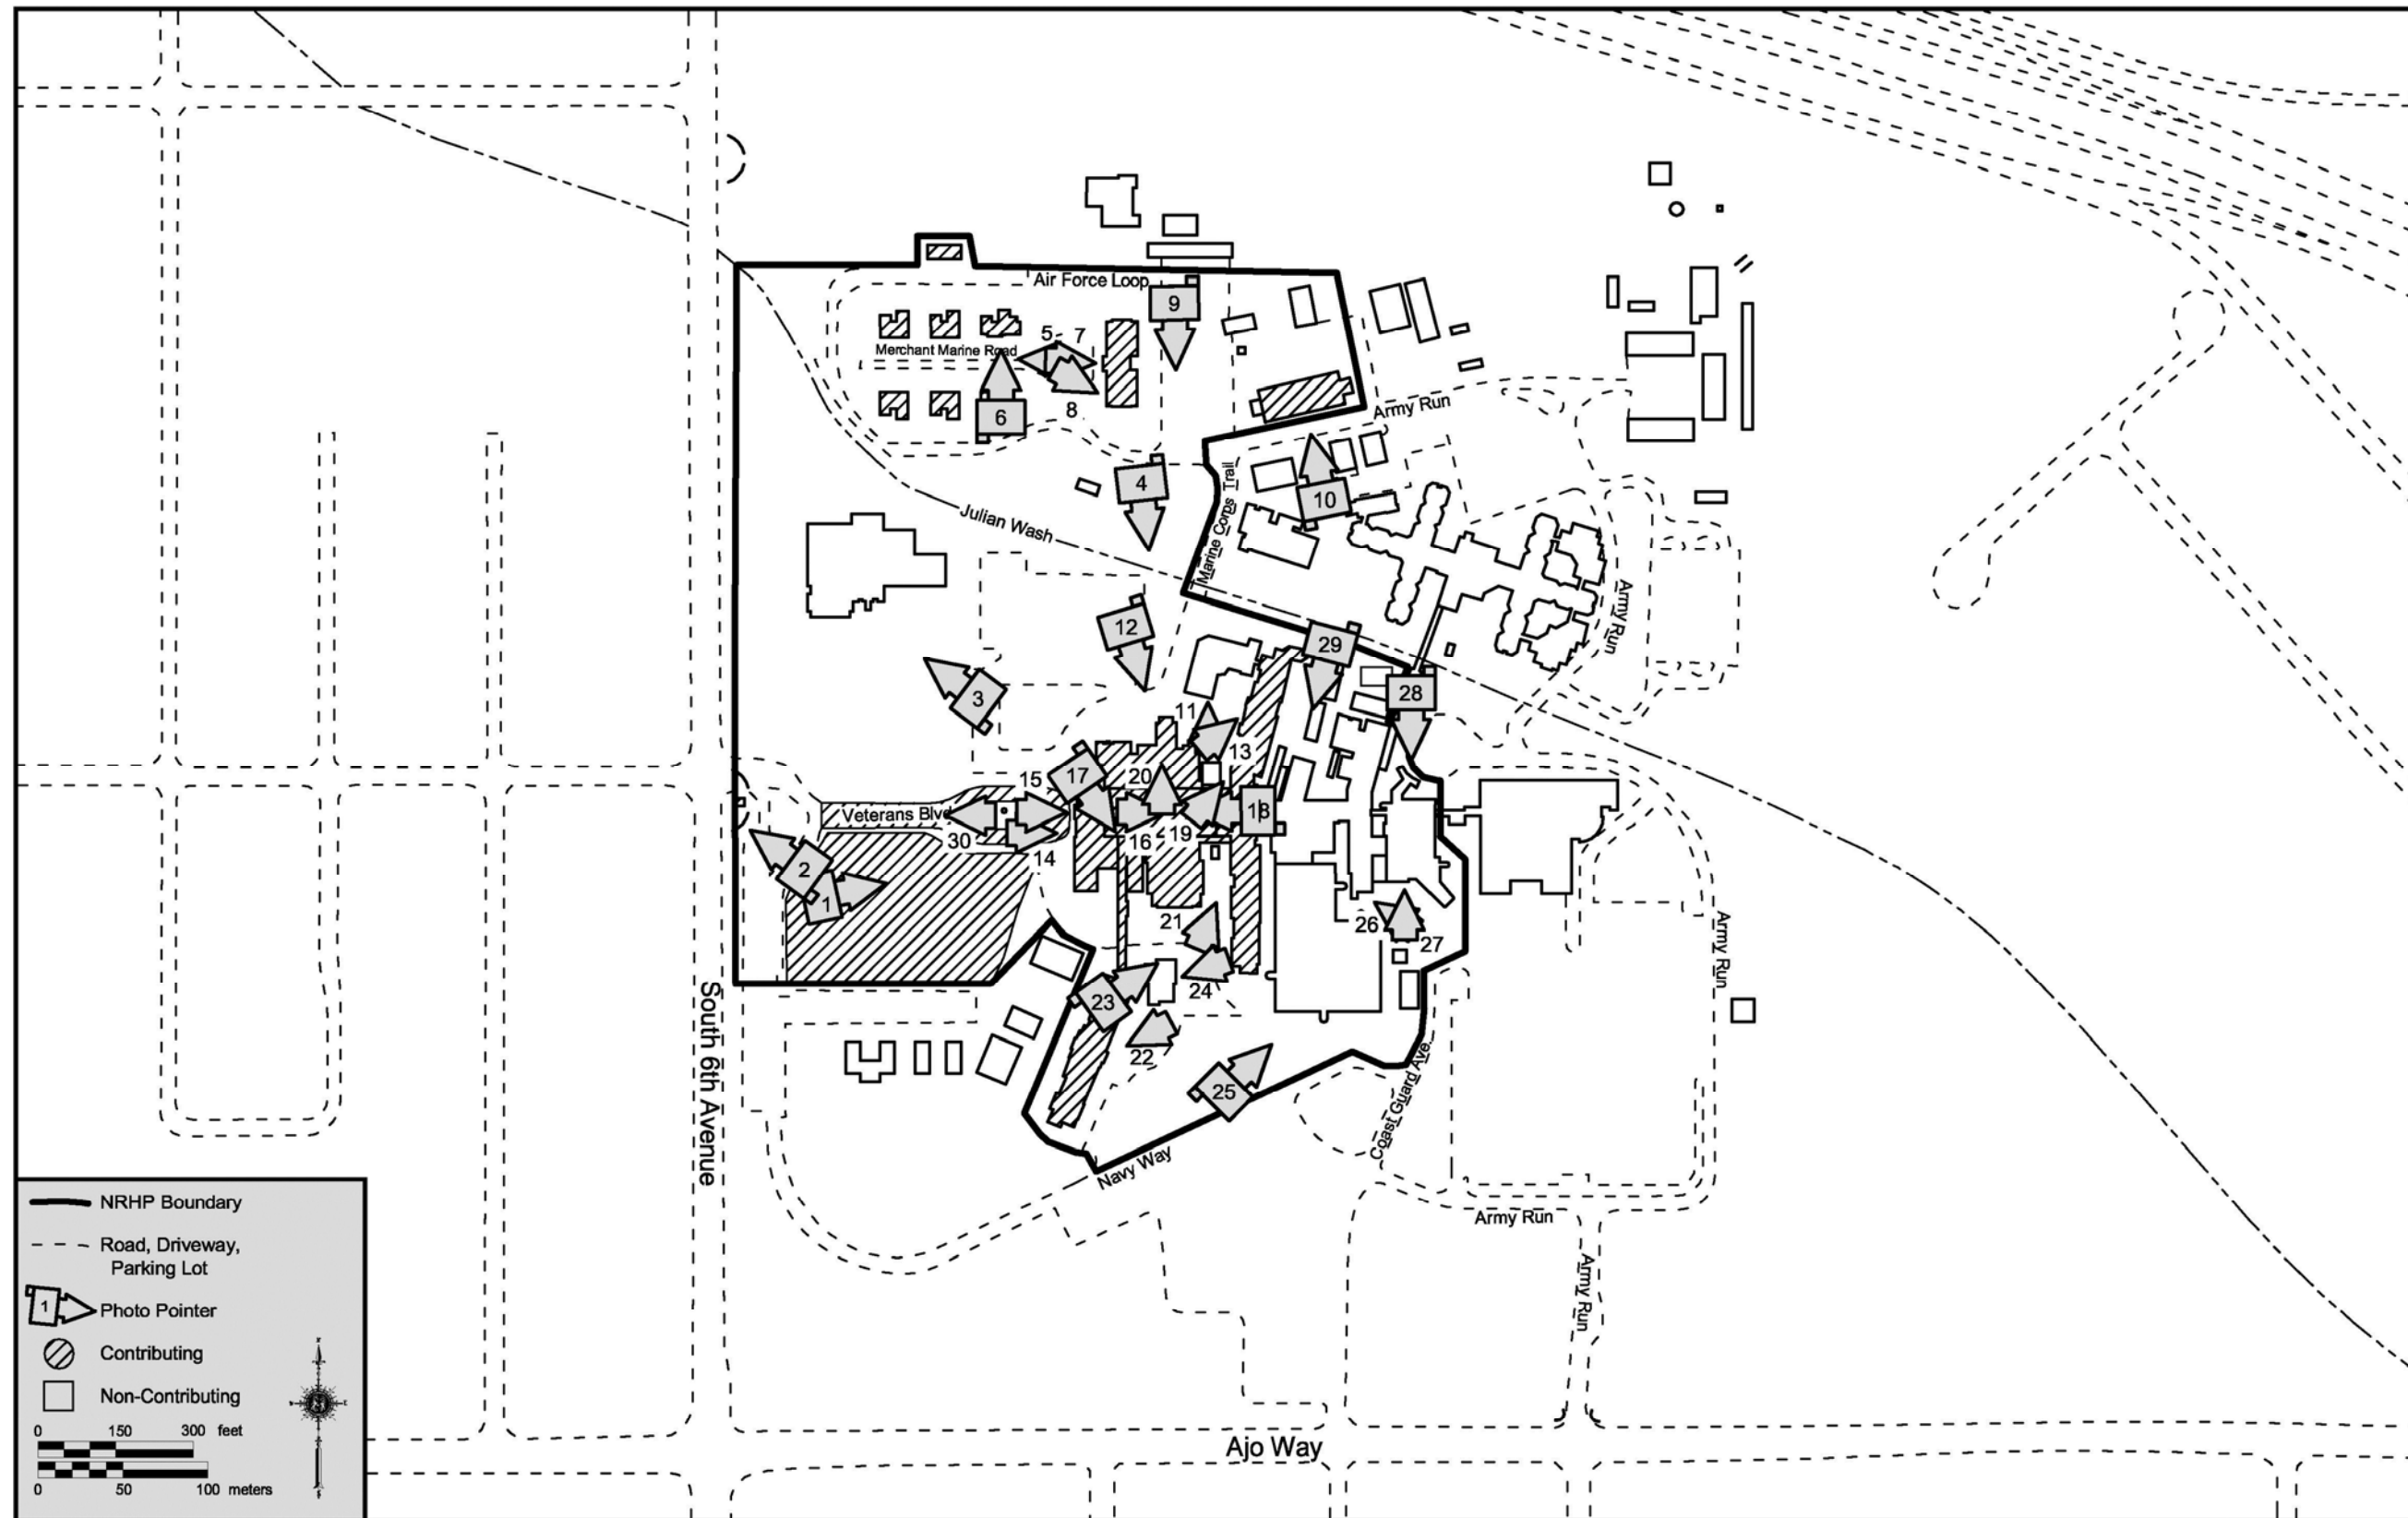 Air Force Loop
9
5
7
Merchant Marine Road
8
6
Army Run
4
10
Marine Corps Trail
Julian Wash
Army Run
12
29
3
28
11
13
15
17
20
18
Veterans Blvd
30
14
16
19
2
1
21
26
27
Army Run
24
23
22
25
South 6th Avenue
Coast Guard Ave.
Navy Way
Army Run
Army Run
Ajo Way
NRHP Boundary
Road, Driveway,
Parking Lot
1 Photo Pointer
Contributing
Non-Contributing
0 150 300 feet
0 50 100 meters